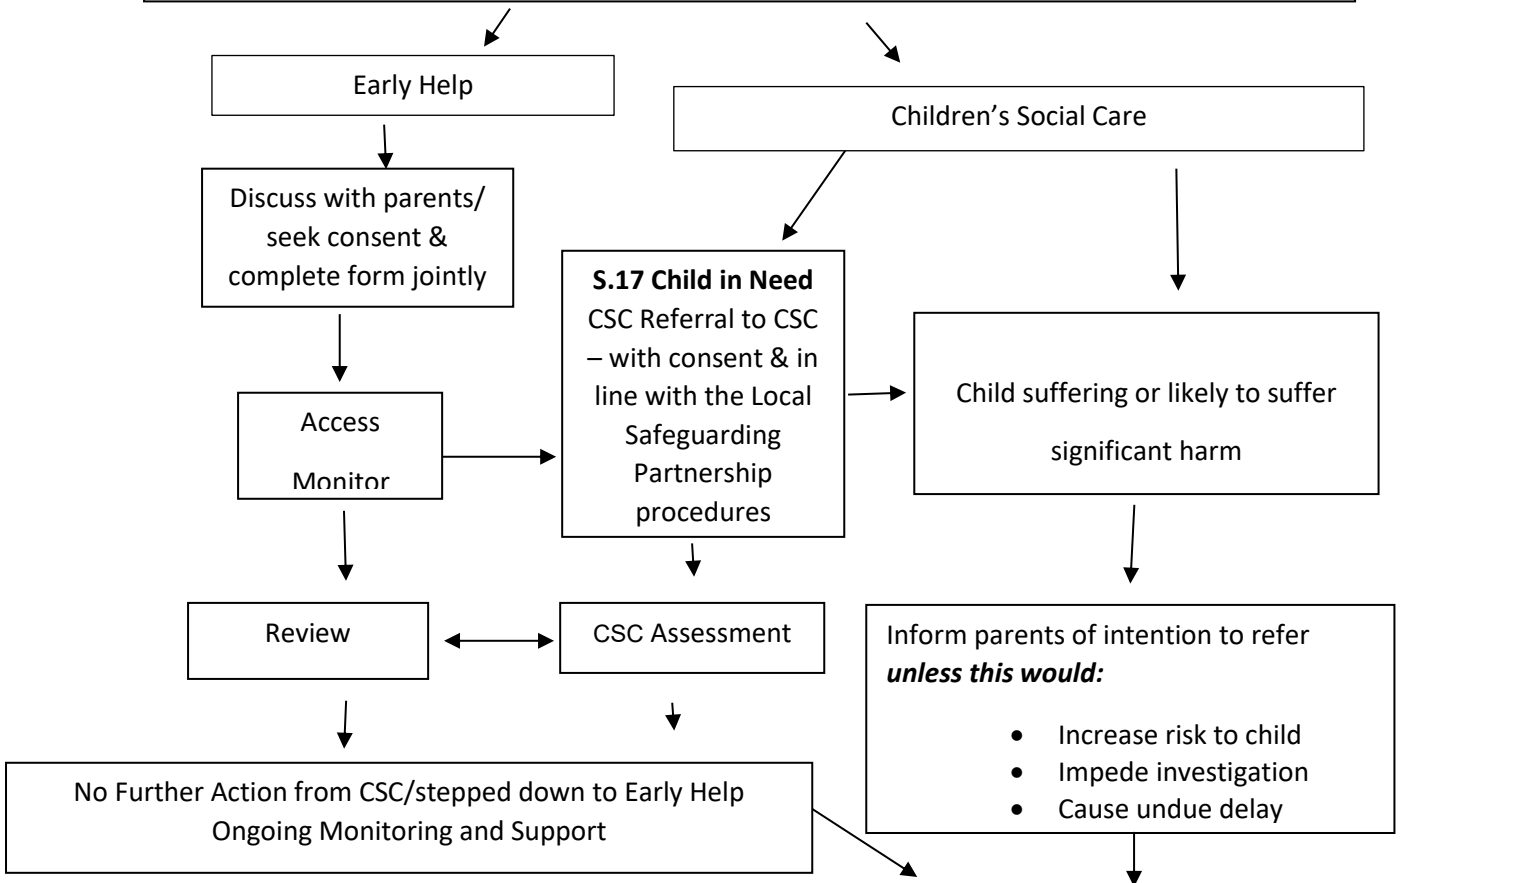 Early Help
Children’s Social Care
Discuss with parents/
seek consent &
complete form jointly
S.17 Child in Need
CSC Referral to CSC
– with consent & in
line with the Local
Safeguarding
Partnership
procedures
Child suffering or likely to suffer
significant harm
Access
Monitor
Review
CSC Assessment
Inform parents of intention to refer
unless this would:
• Increase risk to child
• Impede investigation
• Cause undue delay
No Further Action from CSC/stepped down to Early Help
Ongoing Monitoring and Support